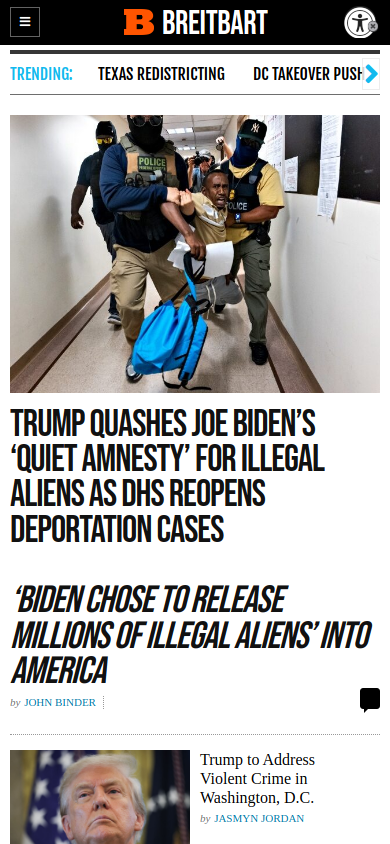 BREITBART
TRENDING:
TEXAS REDISTRICTING
DC TAKEOVER PUSH
POLICE
TRUMP QUASHES JOE BIDEN’S
‘QUIET AMNESTY’ FOR ILLEGAL
ALIENS AS DHS REOPENS
DEPORTATION CASES
‘BIDEN CHOSE TO RELEASE
MILLIONS OF ILLEGAL ALIENS’ INTO
AMERICA
by JOHN BINDER
Trump to Address
Violent Crime in
Washington, D.C.
by JASMYN JORDAN